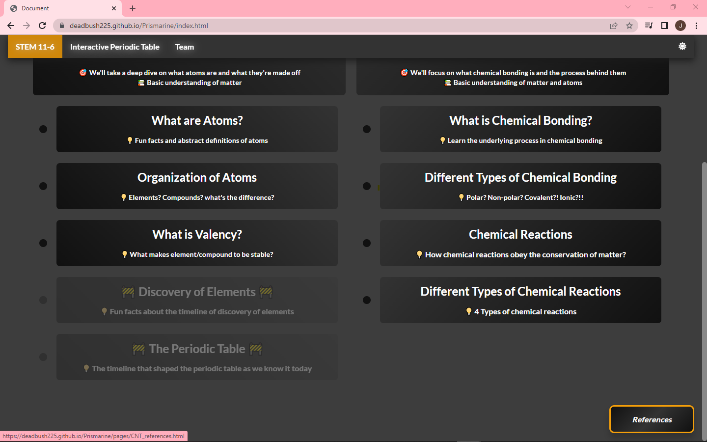 Document
deadbush225.github.io/Prismarine/index.html
J
STEM 11-6
Interactive Periodic Table
Team
We'll take a deep dive on what atoms are and what they're made off
Basic understanding of matter
We'll focus on what chemical bonding is and the process behind them
Basic understanding of matter and atoms
What are Atoms?
Fun facts and abstract definitions of atoms
What is Chemical Bonding?
Learn the underlying process in chemical bonding
Organization of Atoms
Elements? Compounds? what's the difference?
Different Types of Chemical Bonding
Polar? Non-polar? Covalent?! Ionic?!!
What is Valency?
What makes element/compound to be stable?
Chemical Reactions
How chemical reactions obey the conservation of matter?
Discovery of Elements
Fun facts about the timeline of discovery of elements
Different Types of Chemical Reactions
4 Types of chemical reactions
The Periodic Table
The timeline that shaped the periodic table as we know it today
References
https://deadbush225.github.io/Prismarine/pages/CNT_references.html